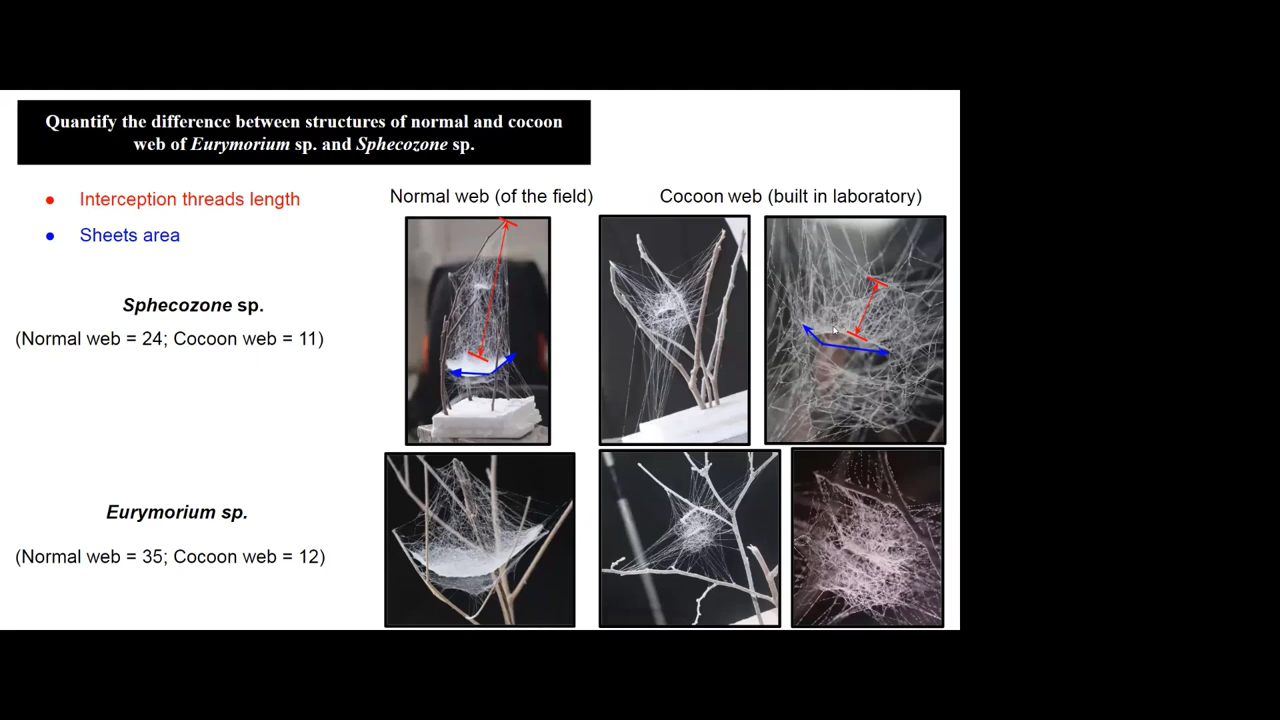 Quantify the difference between structures of normal and cocoon
web of Eurymorium sp. and Sphecozone sp.
● Interception threads length
● Sheets area
Normal web (of the field)
Cocoon web (built in laboratory)
Sphecozone sp.
(Normal web = 24; Cocoon web = 11)
Eurymorium sp.
(Normal web = 35; Cocoon web = 12)